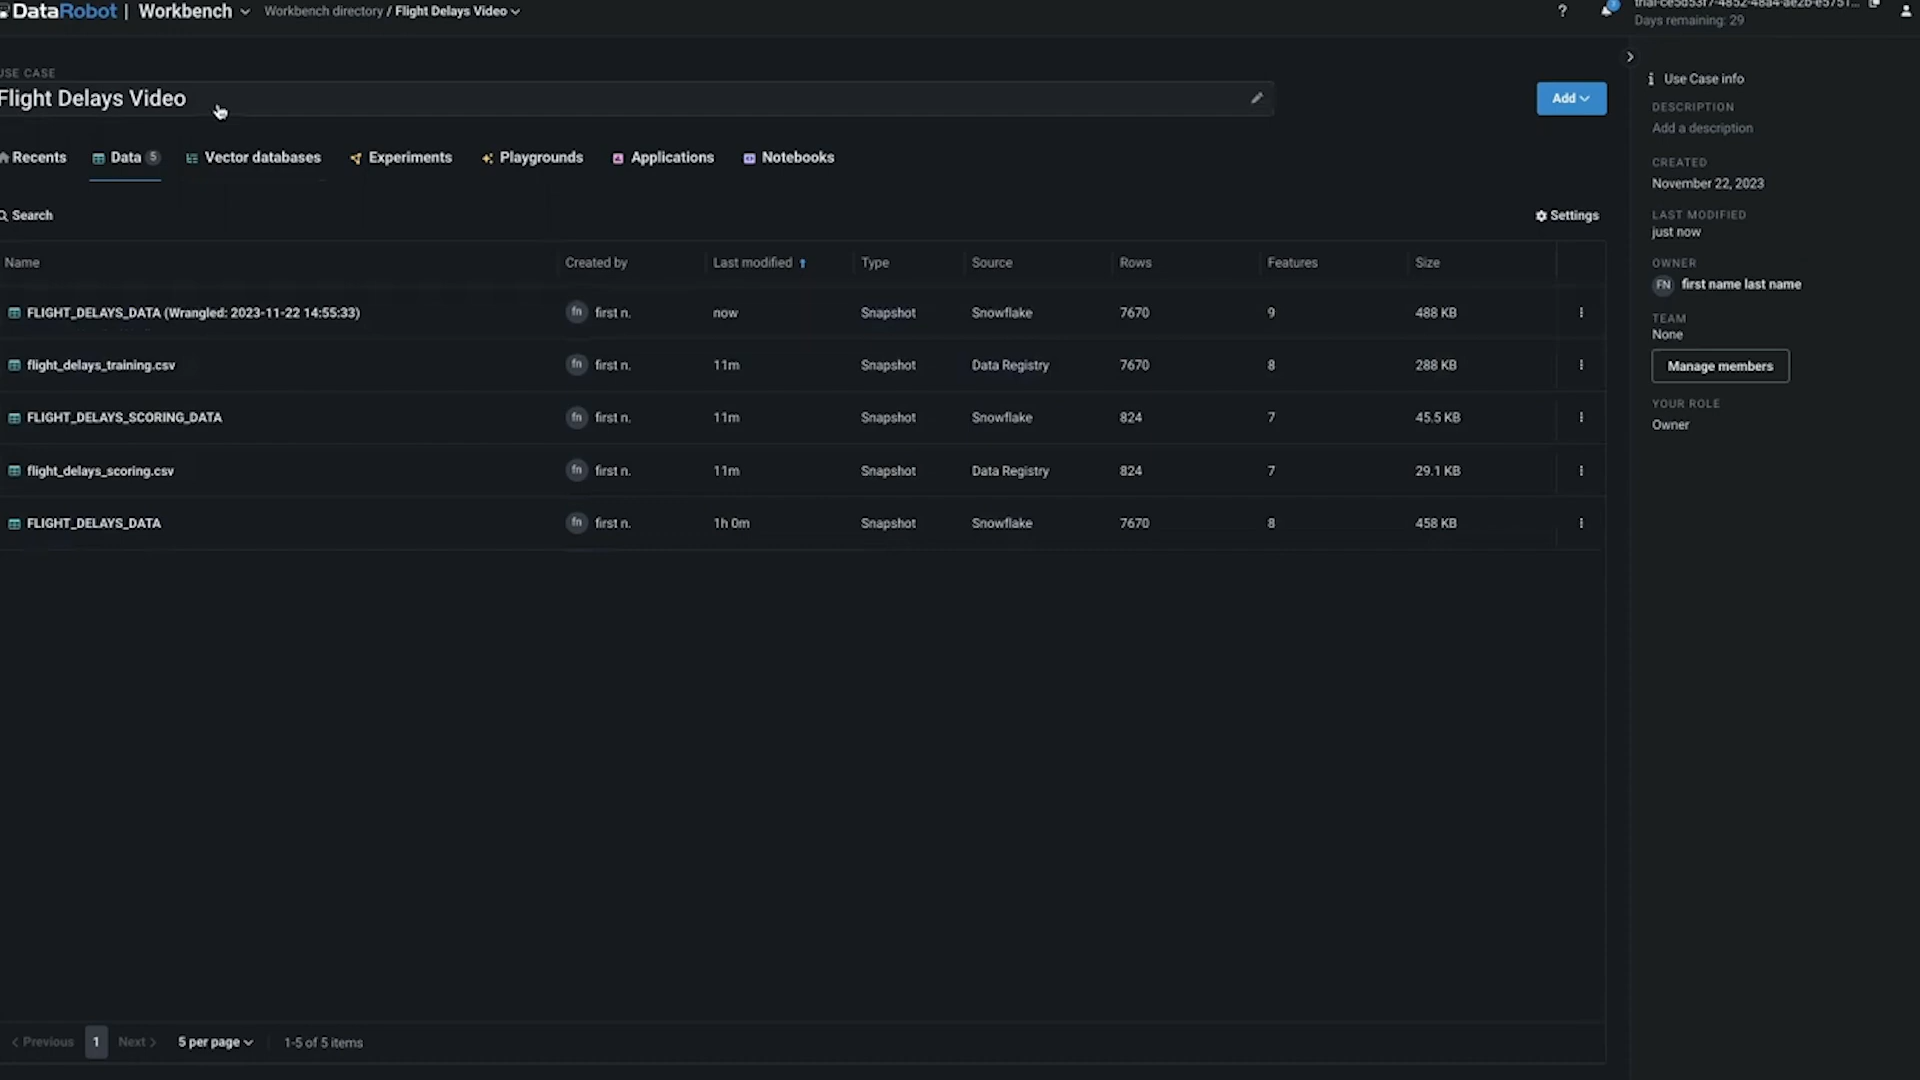 DataRobot | Workbench Workbench directory / Flight Delays Video ?
Days remaining: 29
USE CASE
Flight Delays Video
Add
Recents Data 5 Vector databases Experiments Playgrounds Applications Notebooks
Search Settings
Name Created by Last modified Type Source Rows Features Size
FLIGHT_DELAYS_DATA (Wrangled: 2023-11-22 14:55:33) fn first n. now Snapshot Snowflake 7670 9 488 KB
flight_delays_training.csv fn first n. 11m Snapshot Data Registry 7670 8 288 KB
FLIGHT_DELAYS_SCORING_DATA fn first n. 11m Snapshot Snowflake 824 7 45.5 KB
flight_delays_scoring.csv fn first n. 11m Snapshot Data Registry 824 7 29.1 KB
FLIGHT_DELAYS_DATA fn first n. 1h 0m Snapshot Snowflake 7670 8 458 KB
Previous 1 Next 5 per page 1-5 of 5 items
Use Case info
DESCRIPTION
Add a description
CREATED
November 22, 2023
LAST MODIFIED
just now
OWNER
FN first name last name
TEAM
None
Manage members
YOUR ROLE
Owner